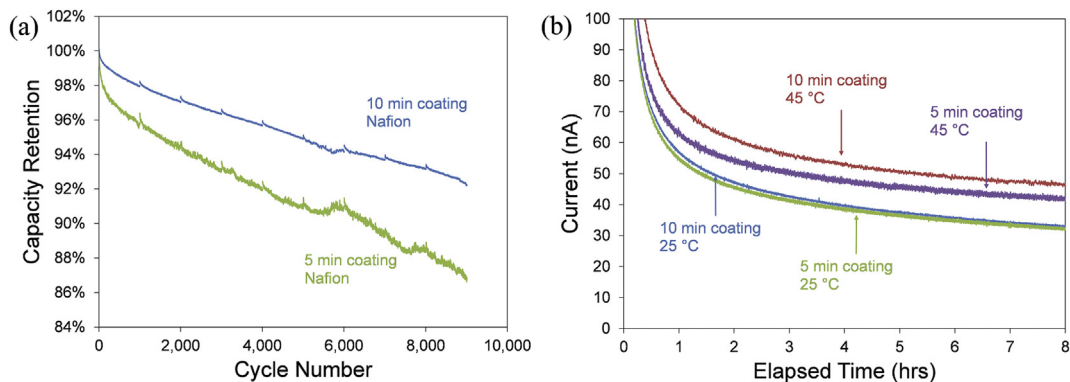 (a)
102%
100%
98%
96%
94%
92%
90%
88%
86%
84%
Capacity Retention
10 min coating
Nafion
5 min coating
Nafion
0
2,000
4,000
6,000
8,000
10,000
Cycle Number
(b)
100
90
80
70
60
50
40
30
20
10
0
Current (nA)
10 min coating
45 °C
5 min coating
45 °C
10 min coating
25 °C
5 min coating
25 °C
0
1
2
3
4
5
6
7
8
Elapsed Time (hrs)